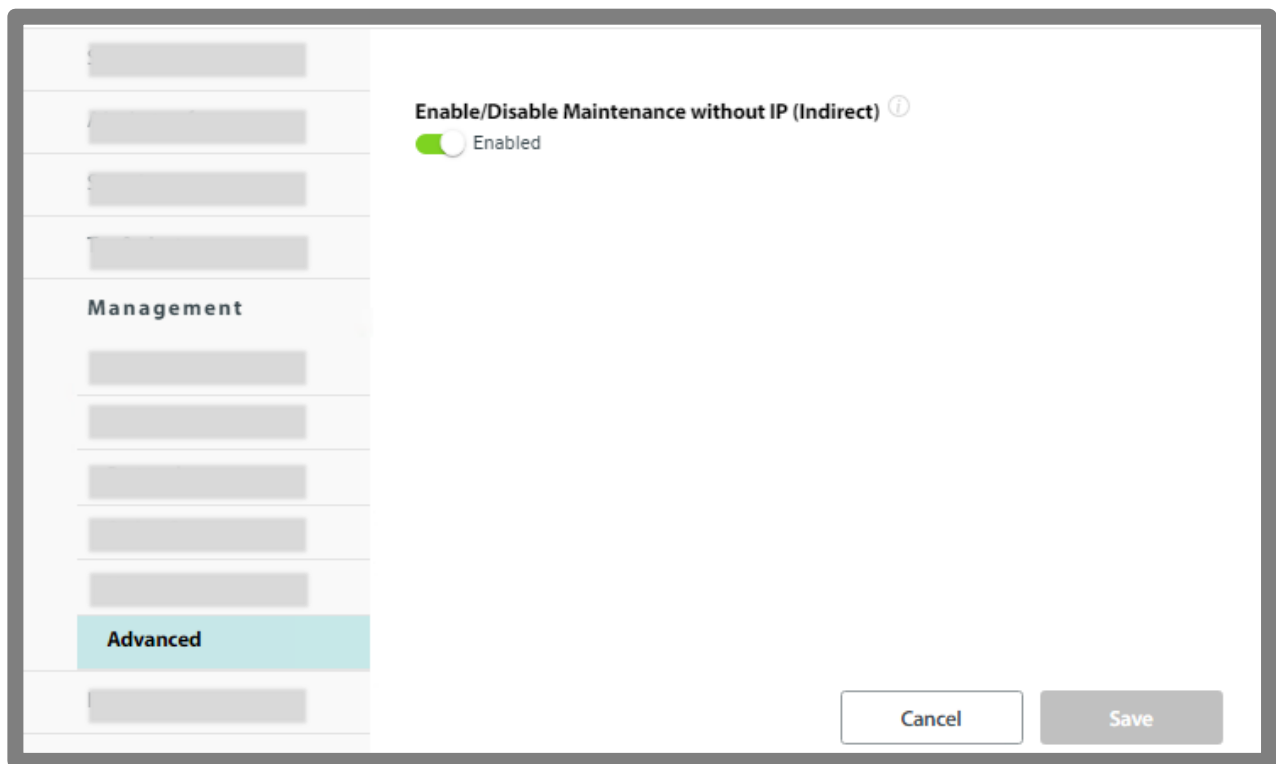 Enable/Disable Maintenance without IP (Indirect)
Enabled
Management
Advanced
Cancel
Save